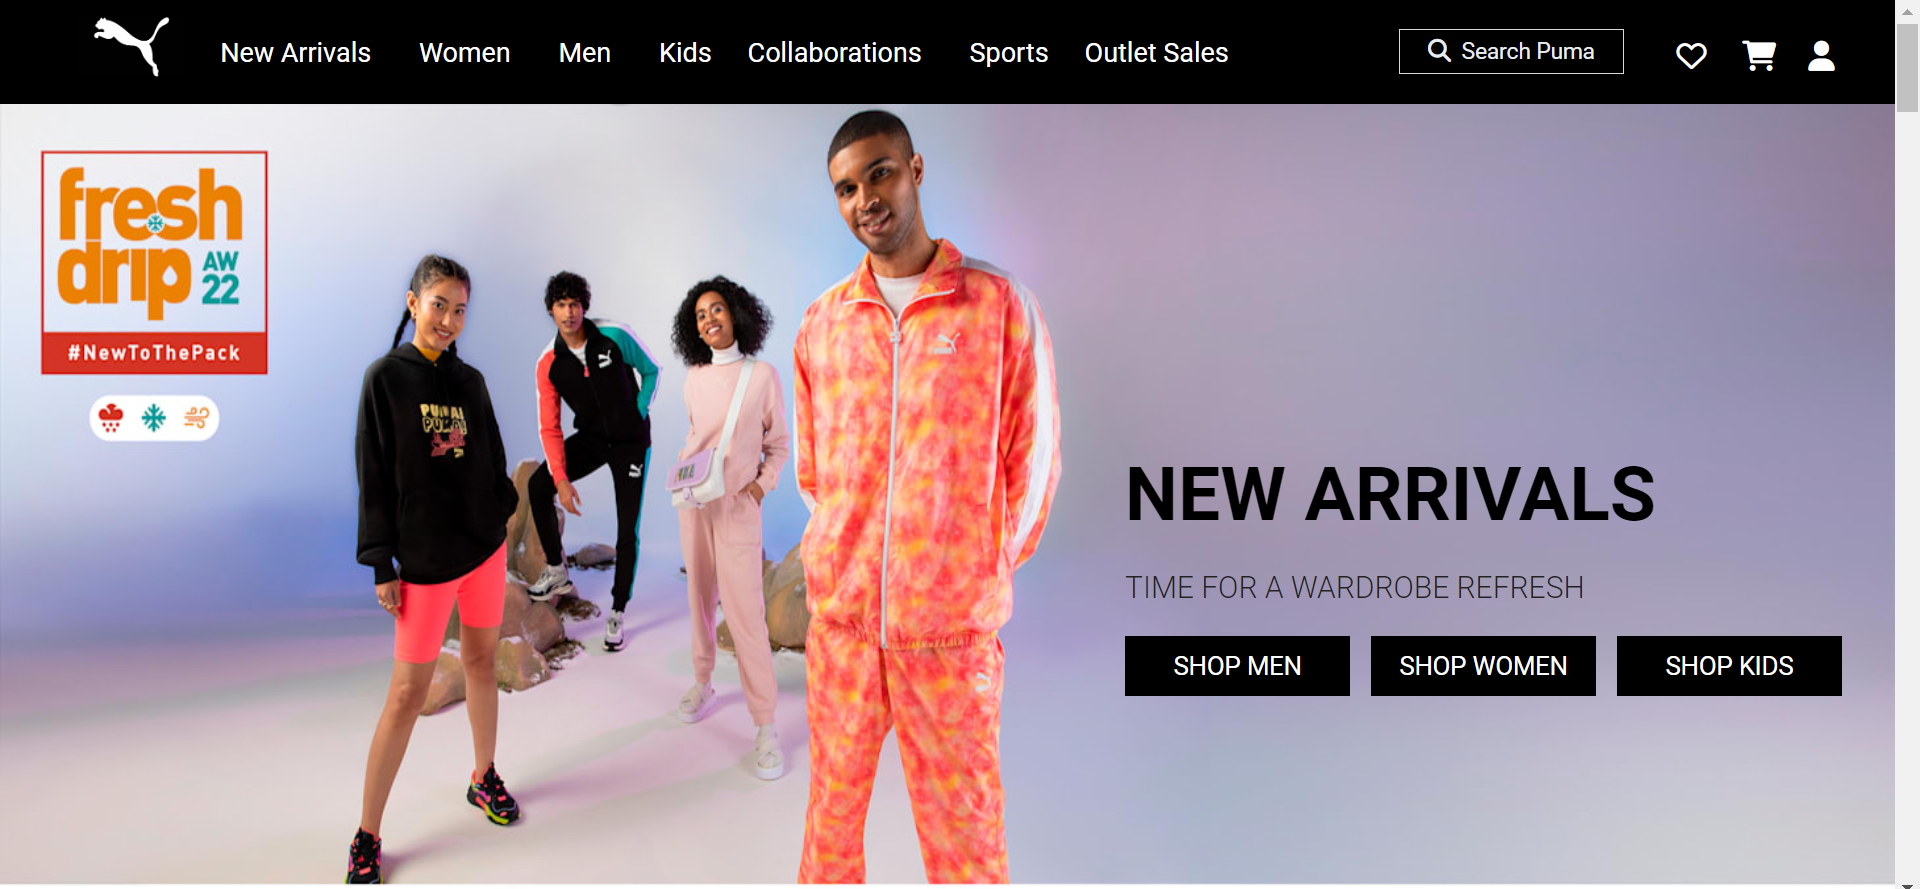 New Arrivals Women Men Kids Collaborations Sports Outlet Sales Search Puma
fresh
drip AW
22
#NewToThePack
NEW ARRIVALS
TIME FOR A WARDROBE REFRESH
SHOP MEN SHOP WOMEN SHOP KIDS